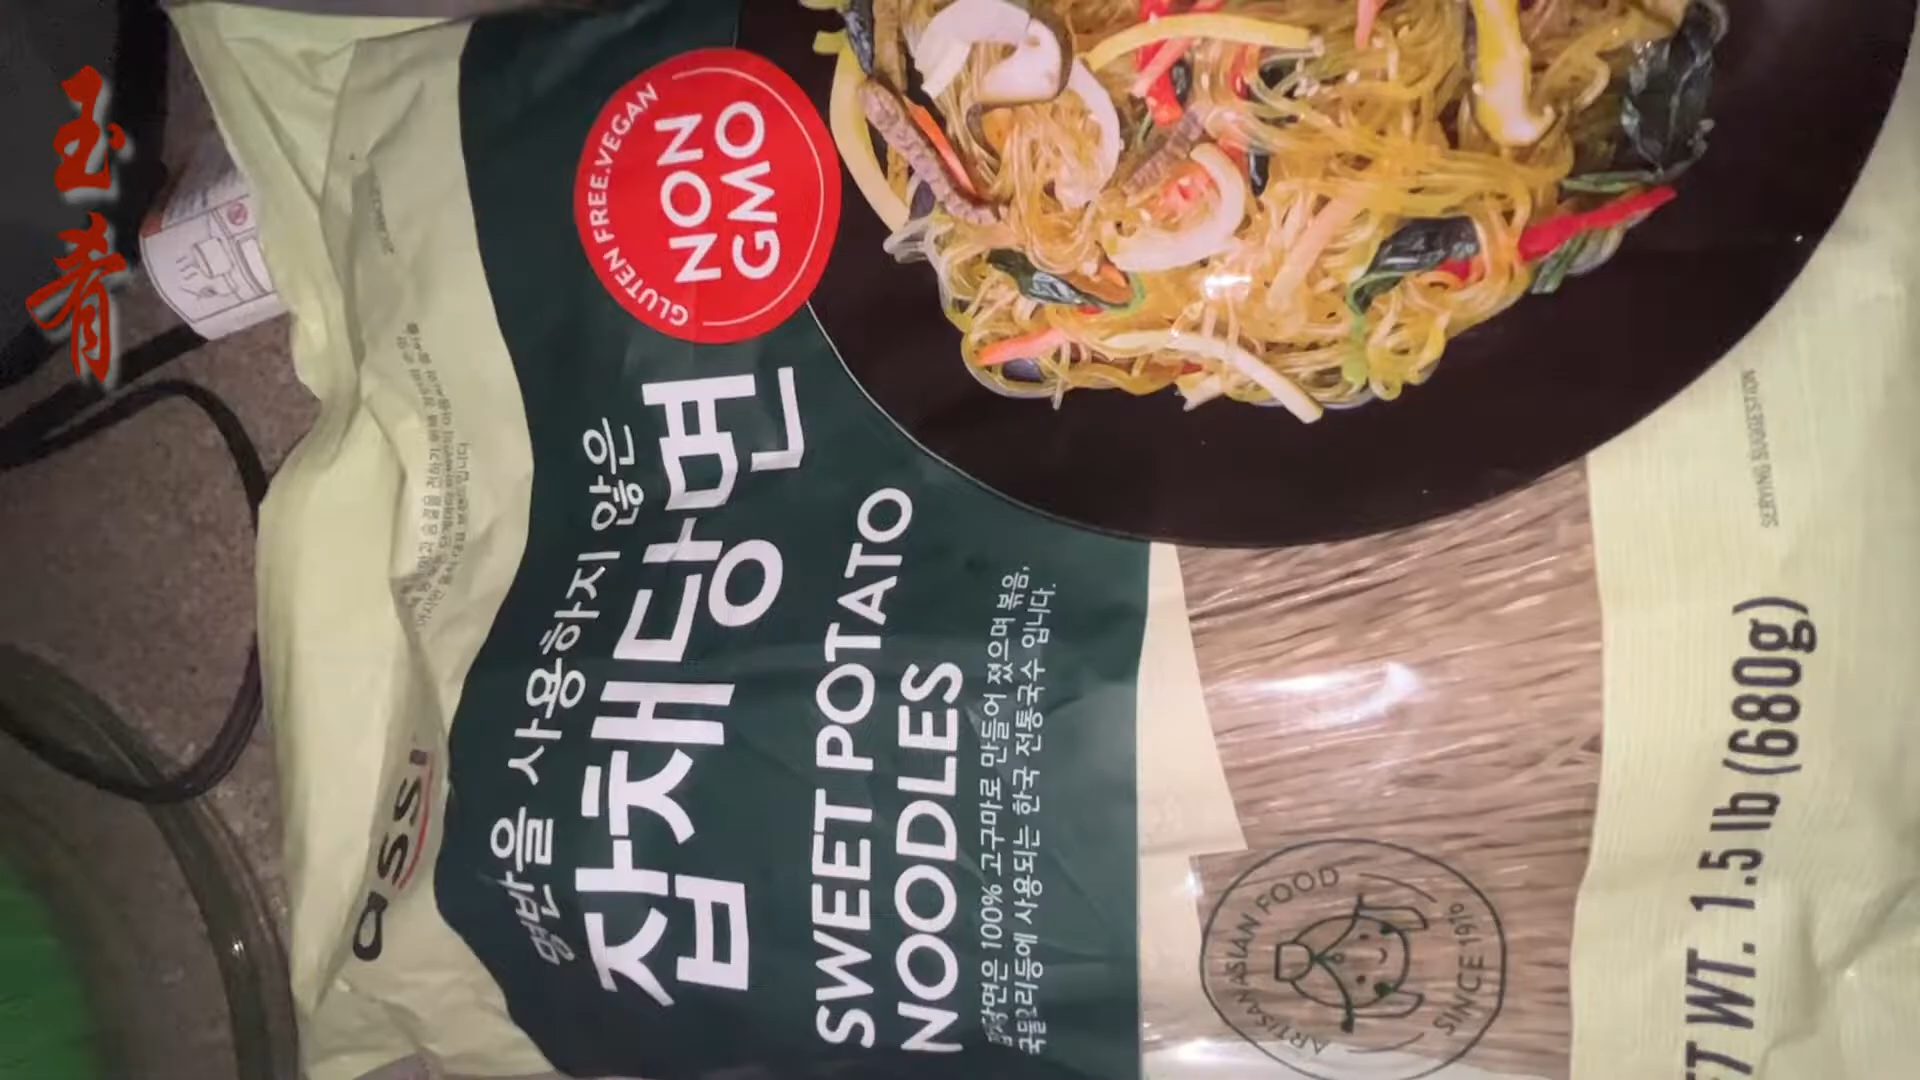 玉肴
assi
GLUTEN FREE.VEGAN
NON
GMO
명반을 사용하지 않은
잡채당면
SWEET POTATO
NOODLES
당면은 100% 고구마로 만들어 졌으며 볶음,
국물요리등에 사용되는 한국 전통국수 입니다.
SERVING SUGGESTION
ARTISAN ASIAN FOOD
SINCE
WT. 1.5 lb (680g)